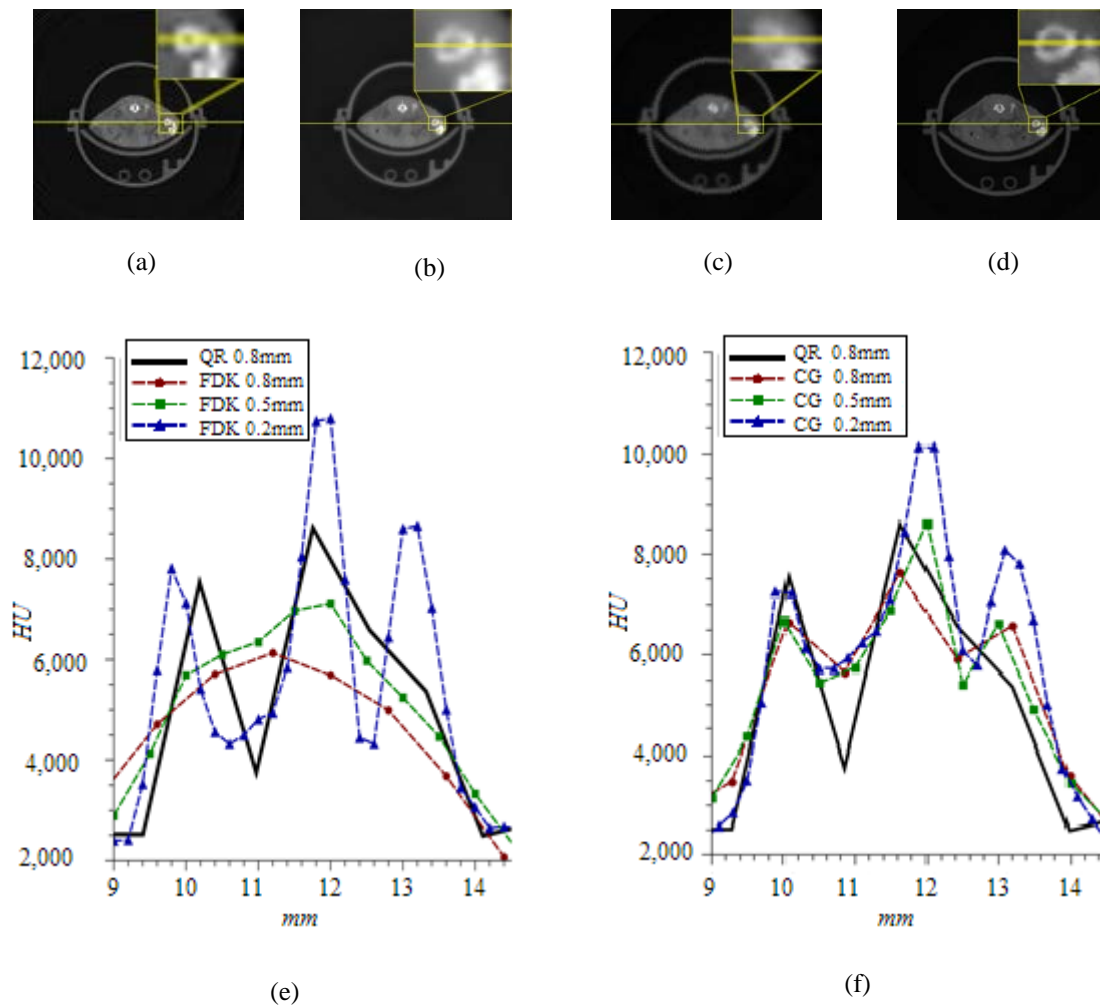 (a)
(b)
(c)
(d)
QR 0.8mm
FDK 0.8mm
FDK 0.5mm
FDK 0.2mm
12,000
10,000
8,000
6,000
4,000
2,000
HU
9 10 11 12 13 14
mm
(e)
QR 0.8mm
CG 0.8mm
CG 0.5mm
CG 0.2mm
12,000
10,000
8,000
6,000
4,000
2,000
HU
9 10 11 12 13 14
mm
(f)